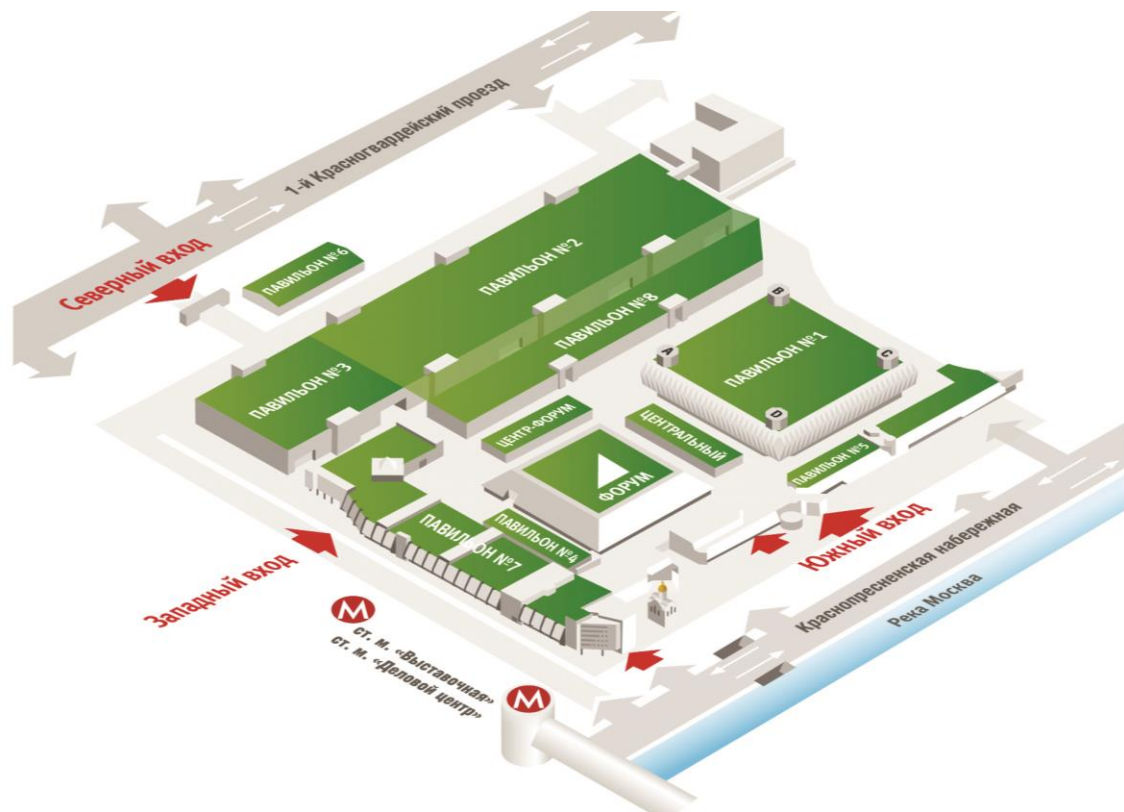 1-й Красногвардейский проезд
Северный вход
ПАВИЛЬОН №6
ПАВИЛЬОН №2
ПАВИЛЬОН №8
ПАВИЛЬОН №3
B
A
ПАВИЛЬОН №1
C
D
ЦЕНТР-ФОРУМ
ЦЕНТРАЛЬНЫЙ
ФОРУМ
ПАВИЛЬОН №5
ПАВИЛЬОН №7
ПАВИЛЬОН №4
Западный вход
Южный вход
Краснопресненская набережная
Река Москва
М
ст. м. «Выставочная»
ст. м. «Деловой центр»
М